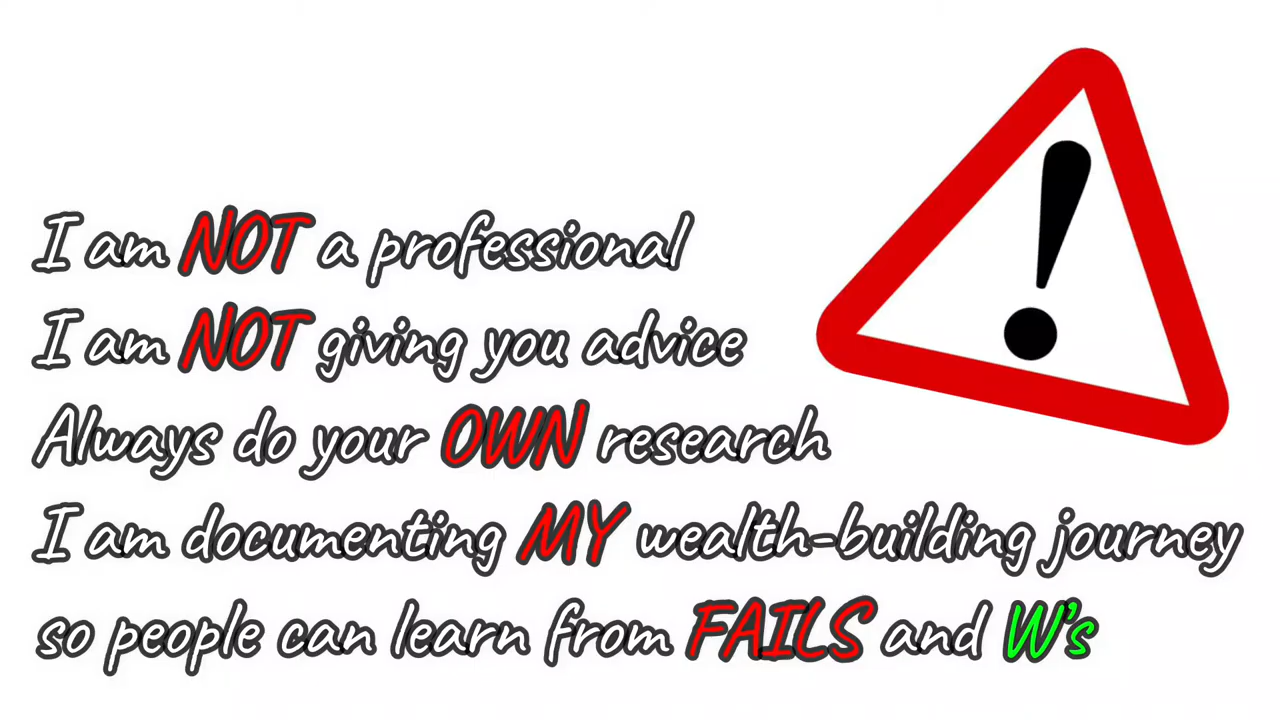 I am NOT a professional
I am NOT giving you advice
Always do your OWN research
I am documenting MY wealth-building journey
so people can learn from FAILS and W's